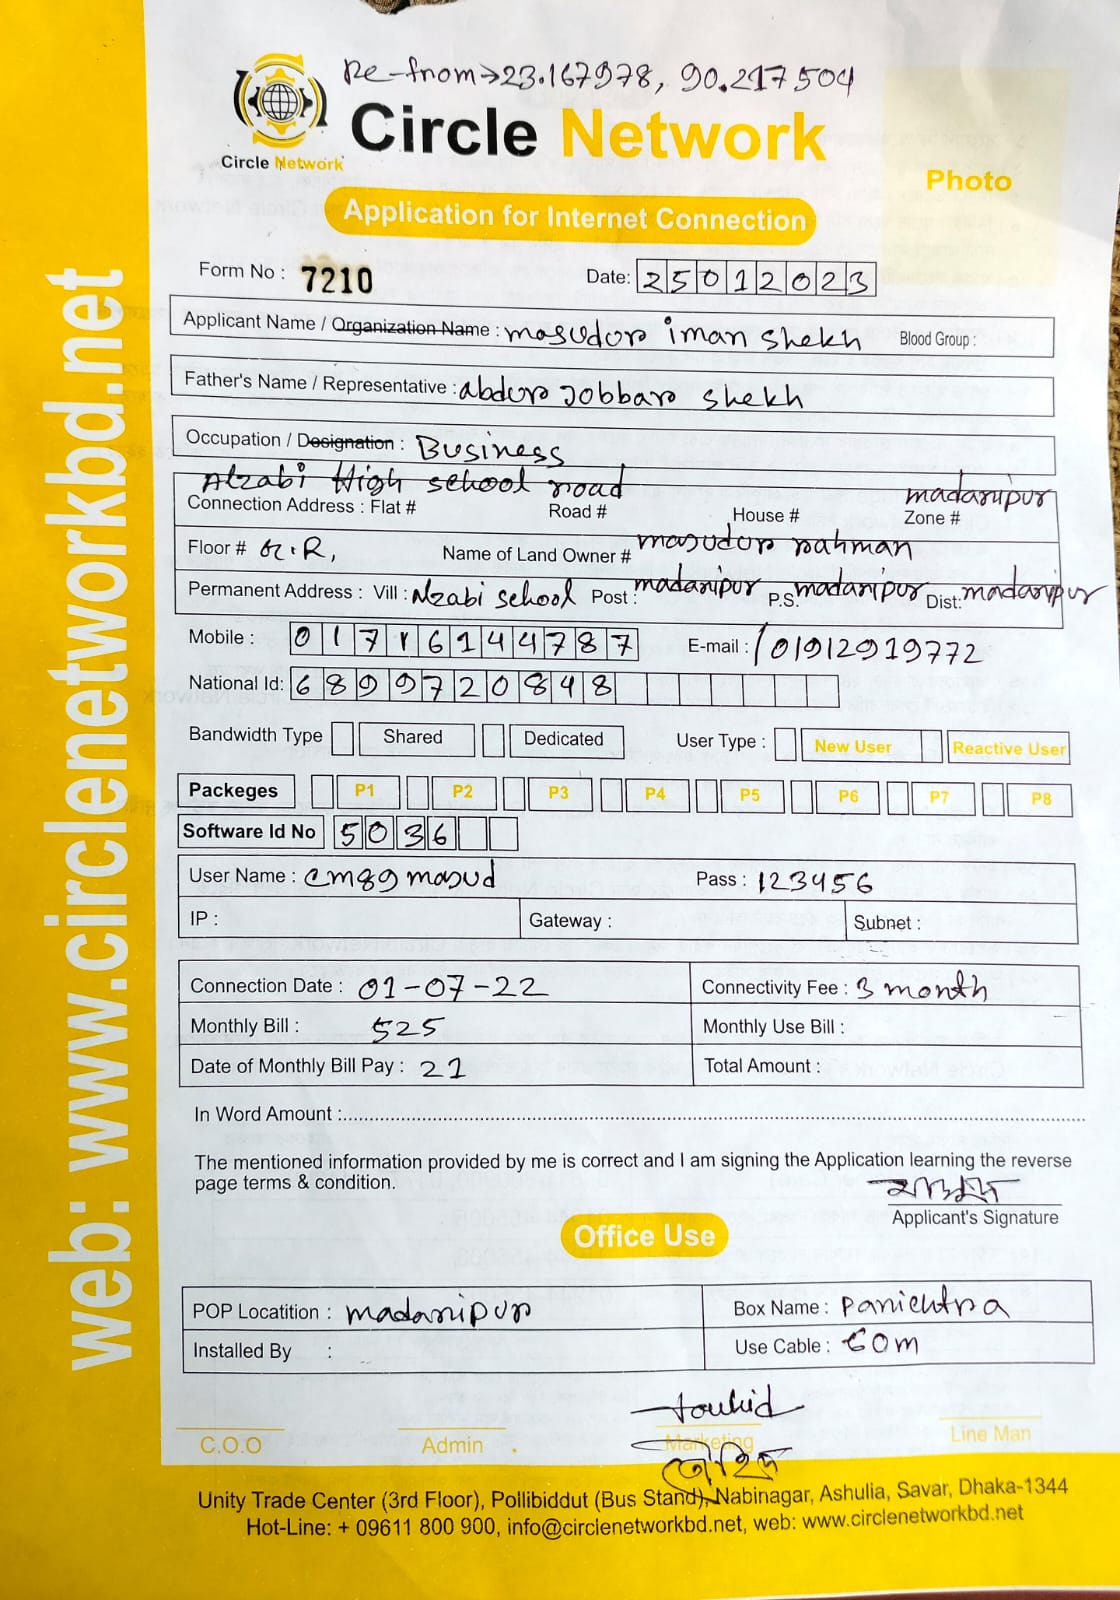 Re-from→23.167978, 90.217504
Circle Network
Circle Network
Photo
Application for Internet Connection
Form No : 7210 Date: 25012023
Applicant Name / Organization Name : masudor iman shekh Blood Group :
Father's Name / Representative : abdur Jobbar shekh
Occupation / Designation : Business
Alzabi High school road madaripur
Connection Address : Flat # Road # House # Zone #
Floor # G.R, Name of Land Owner # masudor rahman
Permanent Address : Vill : Alzabi school Post : madaripur P.S. madaripur Dist: madaripur
Mobile : 01716144787 E-mail : /01912919772
National Id: 6899720848
Bandwidth Type Shared Dedicated User Type : New User Reactive User
Packeges P1 P2 P3 P4 P5 P6 P7 P8
Software Id No 5036
User Name : masud Pass : 123456
IP : Gateway : Subnet :
Connection Date : 01-07-22 Connectivity Fee : 3 month
Monthly Bill : 525 Monthly Use Bill :
Date of Monthly Bill Pay : 21 Total Amount :
In Word Amount :
The mentioned information provided by me is correct and I am signing the Application learning the reverse
page terms & condition.
Applicant's Signature
Office Use
POP Locatition : madaripur Box Name : Panichtra
Installed By : Use Cable : 60m
touhid
C.O.O Admin Marketing Line Man
তৌহিদ
Unity Trade Center (3rd Floor), Pollibiddut (Bus Stand), Nabinagar, Ashulia, Savar, Dhaka-1344
Hot-Line: + 09611 800 900, info@circlenetworkbd.net, web: www.circlenetworkbd.net
web: www.circlenetworkbd.net